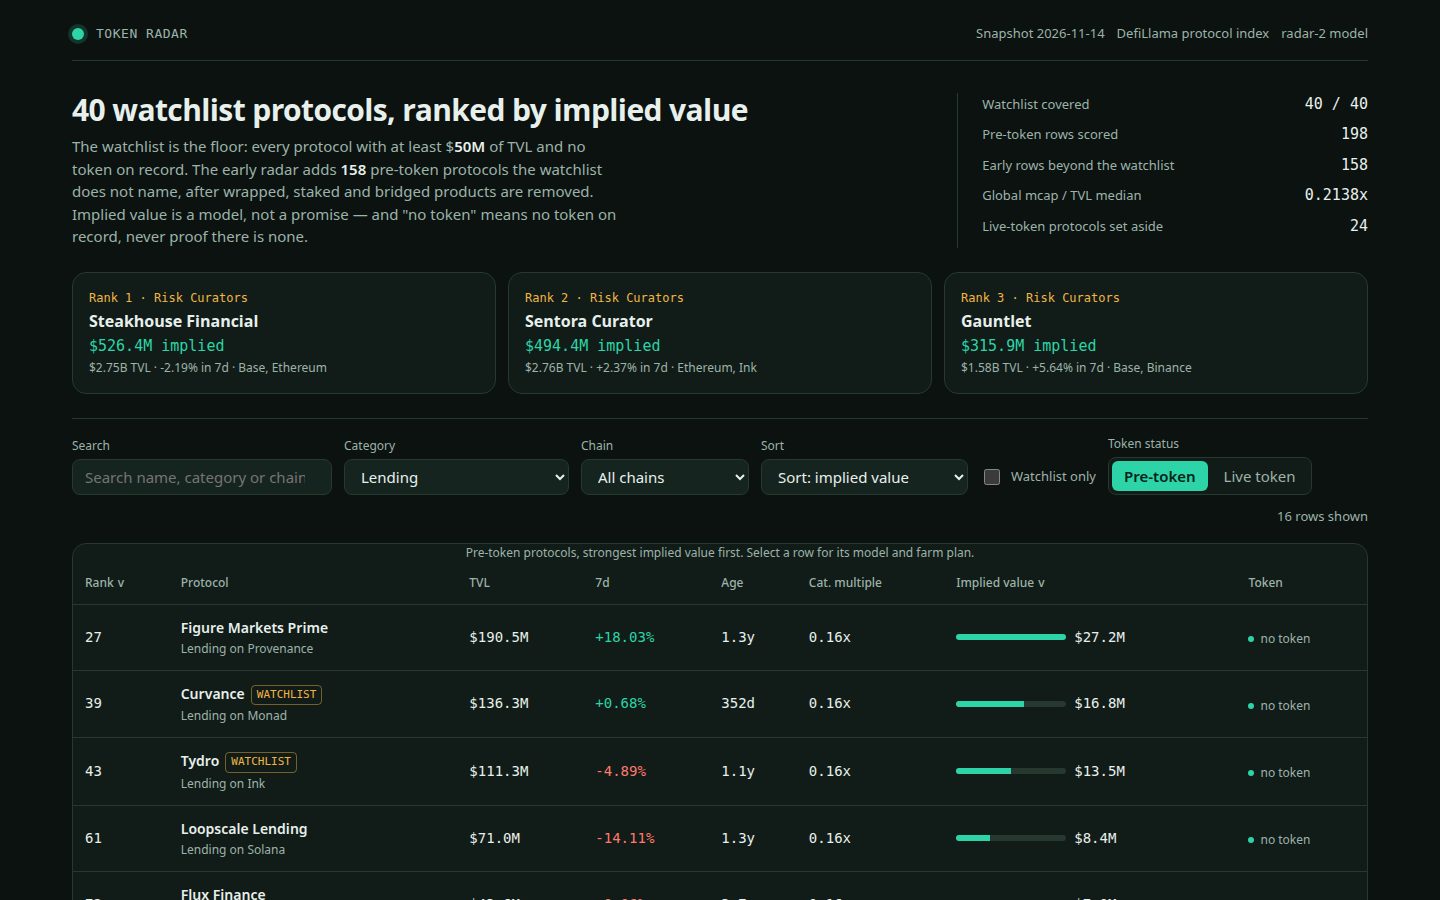 TOKEN RADAR
Snapshot 2026-11-14 DefiLlama protocol index radar-2 model
40 watchlist protocols, ranked by implied value
The watchlist is the floor: every protocol with at least $50M of TVL and no
token on record. The early radar adds 158 pre-token protocols the watchlist
does not name, after wrapped, staked and bridged products are removed.
Implied value is a model, not a promise — and "no token" means no token on
record, never proof there is none.
Watchlist covered 40 / 40
Pre-token rows scored 198
Early rows beyond the watchlist 158
Global mcap / TVL median 0.2138x
Live-token protocols set aside 24
Rank 1 · Risk Curators
Steakhouse Financial
$526.4M implied
$2.75B TVL · -2.19% in 7d · Base, Ethereum
Rank 2 · Risk Curators
Sentora Curator
$494.4M implied
$2.76B TVL · +2.37% in 7d · Ethereum, Ink
Rank 3 · Risk Curators
Gauntlet
$315.9M implied
$1.58B TVL · +5.64% in 7d · Base, Binance
Search Category Chain Sort Token status
Search name, category or chain Lending All chains Sort: implied value Watchlist only Pre-token Live token
16 rows shown
Pre-token protocols, strongest implied value first. Select a row for its model and farm plan.
Rank v Protocol TVL 7d Age Cat. multiple Implied value v Token
27 Figure Markets Prime $190.5M +18.03% 1.3y 0.16x $27.2M no token
Lending on Provenance
39 Curvance WATCHLIST $136.3M +0.68% 352d 0.16x $16.8M no token
Lending on Monad
43 Tydro WATCHLIST $111.3M -4.89% 1.1y 0.16x $13.5M no token
Lending on Ink
61 Loopscale Lending $71.0M -14.11% 1.3y 0.16x $8.4M no token
Lending on Solana
Flux Finance